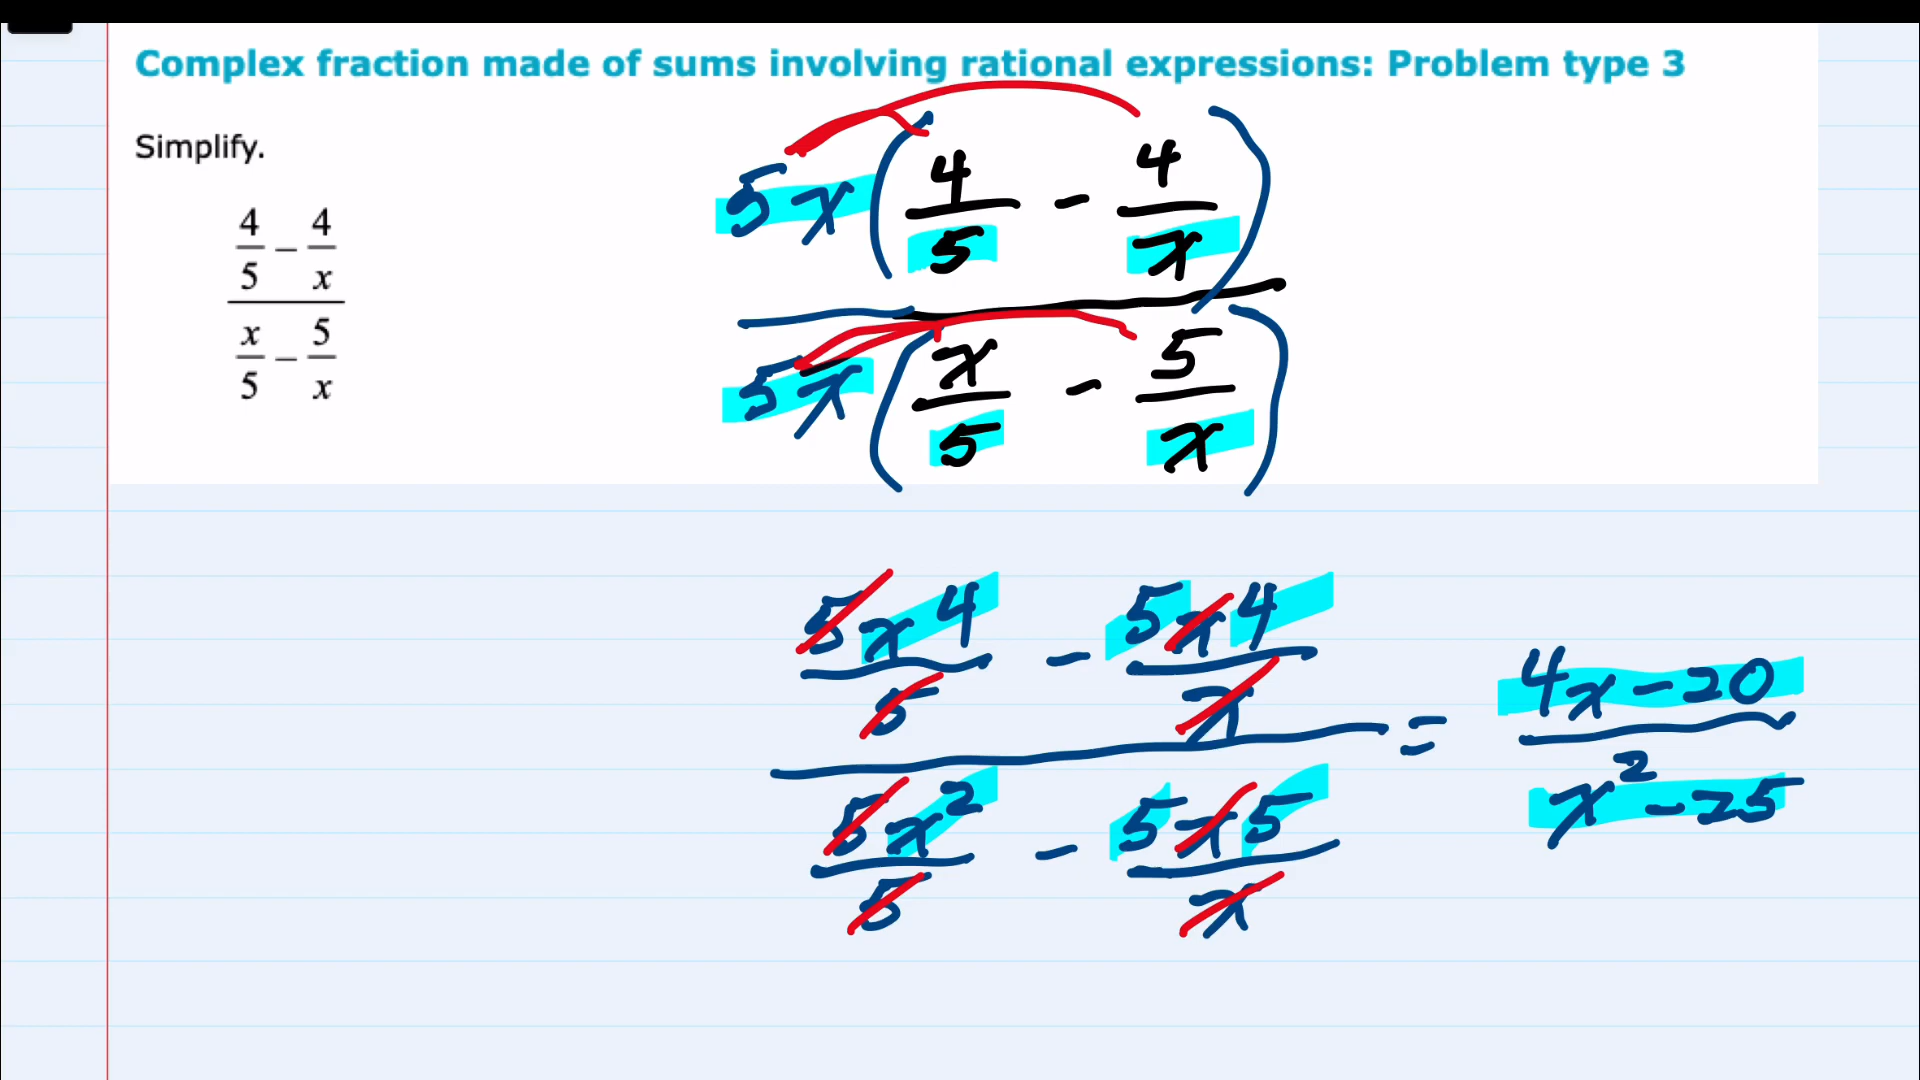 Complex fraction made of sums involving rational expressions: Problem type 3
Simplify.
4/5 − 4/x
x/5 − 5/x
5x(4/5 − 4/x)
5x(x/5 − 5/x)
5x4/5 − 5x4/x
5x²/5 − 5x5/x
=
4x − 20
x² − 25